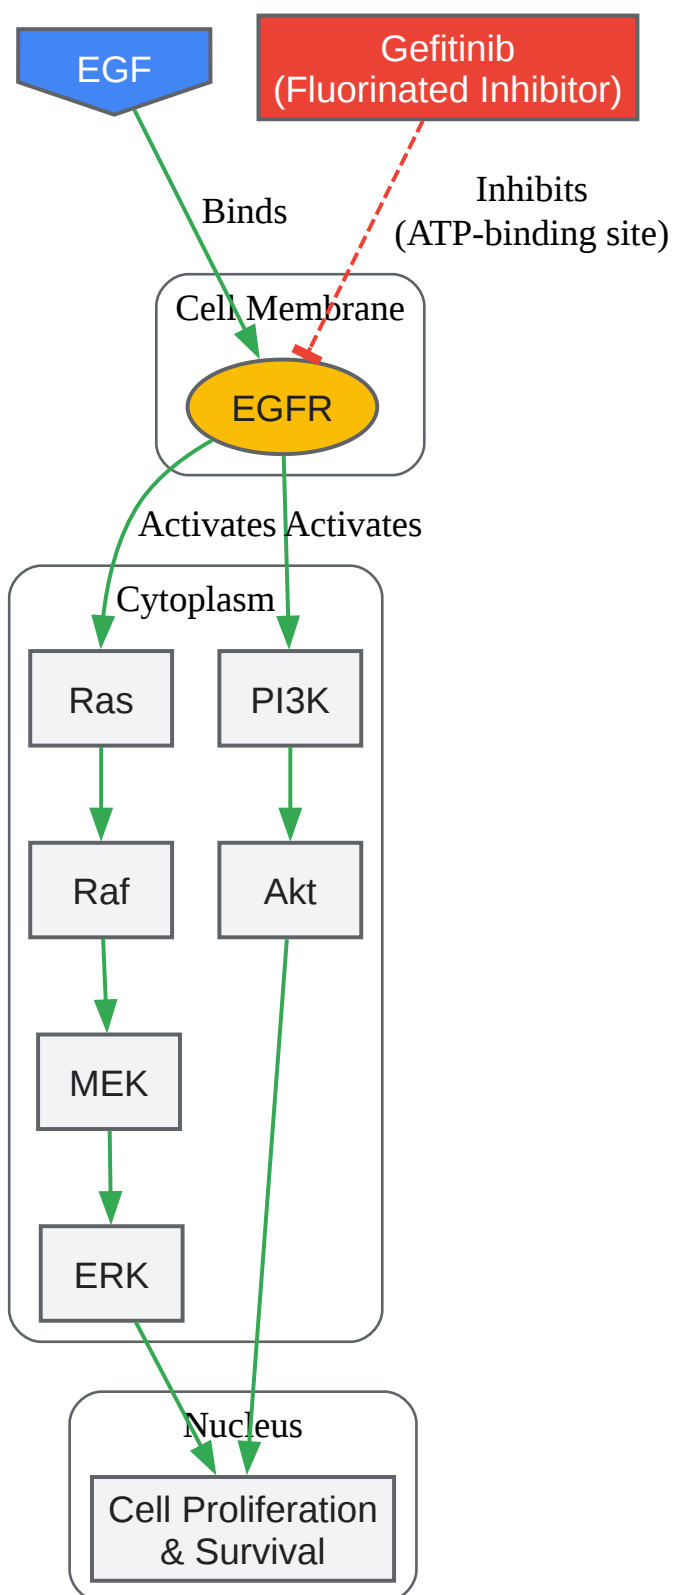 EGF
Gefitinib
(Fluorinated Inhibitor)
Binds
Inhibits
(ATP-binding site)
Cell Membrane
EGFR
Activates
Activates
Cytoplasm
Ras
PI3K
Raf
Akt
MEK
ERK
Nucleus
Cell Proliferation
& Survival